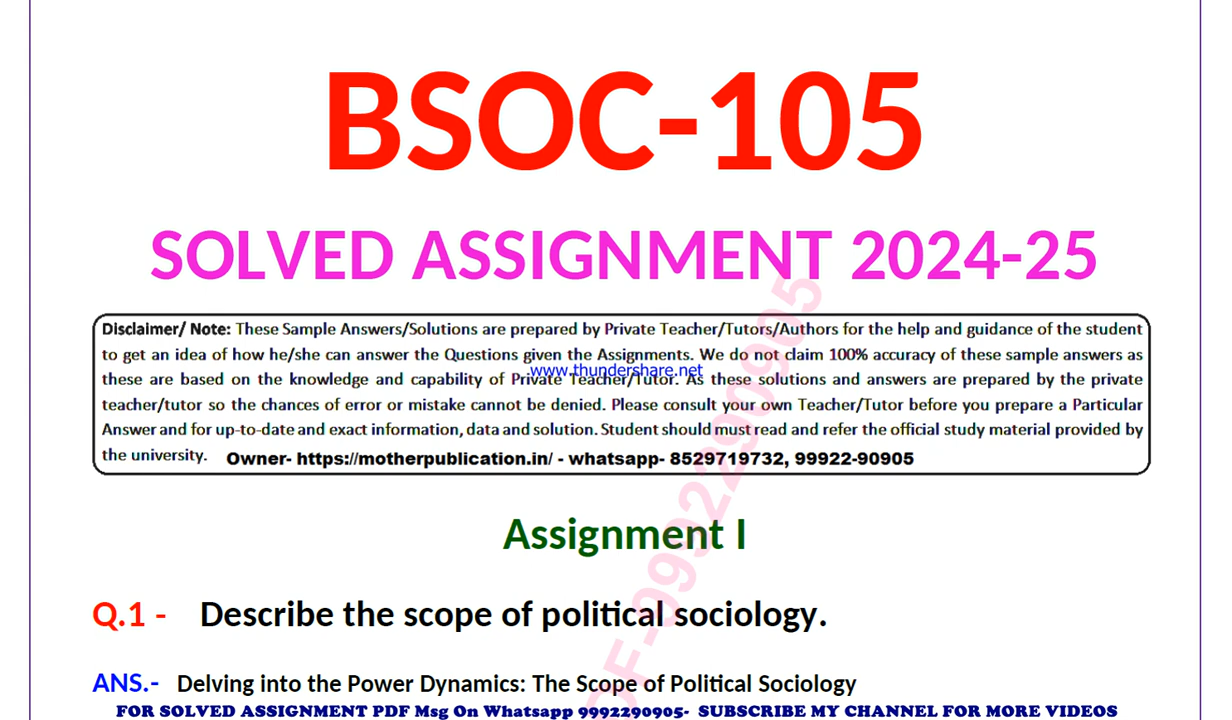 BSOC-105
SOLVED ASSIGNMENT 2024-25
Disclaimer/ Note: These Sample Answers/Solutions are prepared by Private Teacher/Tutors/Authors for the help and guidance of the student
to get an idea of how he/she can answer the Questions given the Assignments. We do not claim 100% accuracy of these sample answers as
www.thundershare.net
these are based on the knowledge and capability of Private Teacher/Tutor. As these solutions and answers are prepared by the private
teacher/tutor so the chances of error or mistake cannot be denied. Please consult your own Teacher/Tutor before you prepare a Particular
Answer and for up-to-date and exact information, data and solution. Student should must read and refer the official study material provided by
the university. Owner- https://motherpublication.in/ - whatsapp- 8529719732, 99922-90905
Assignment I
Q.1 - Describe the scope of political sociology.
ANS.- Delving into the Power Dynamics: The Scope of Political Sociology
FOR SOLVED ASSIGNMENT PDF Msg On Whatsapp 9992290905- SUBSCRIBE MY CHANNEL FOR MORE VIDEOS